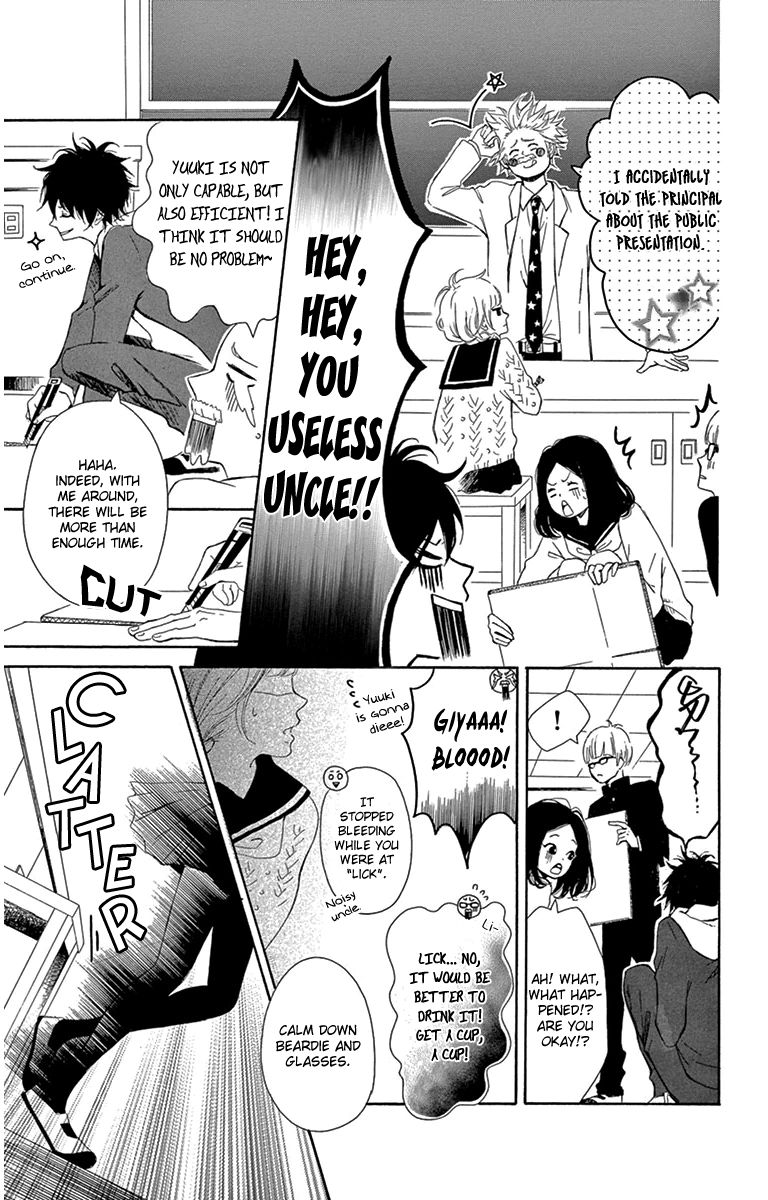 I ACCIDENTALLY
TOLD THE PRINCIPAL
ABOUT THE PUBLIC
PRESENTATION.
HEY,
HEY,
YOU
USELESS
UNCLE!!
YUUKI IS NOT
ONLY CAPABLE, BUT
ALSO EFFICIENT! I
THINK IT SHOULD
BE NO PROBLEM~
Go on,
continue.
HAHA.
INDEED, WITH
ME AROUND,
THERE WILL BE
MORE THAN
ENOUGH TIME.
CUT
!
AH! WHAT,
WHAT HAP-
PENED!?
ARE YOU
OKAY!?
GIYAAA!
BLOOOD!
Yuuki
is gonna
dieee!
IT
STOPPED
BLEEDING
WHILE YOU
WERE AT
"LICK".
Noisy
uncle.
Li-
LICK... NO,
IT WOULD BE
BETTER TO
DRINK IT!
GET A CUP,
A CUP!
CALM DOWN
BEARDIE AND
GLASSES.
CLATTER